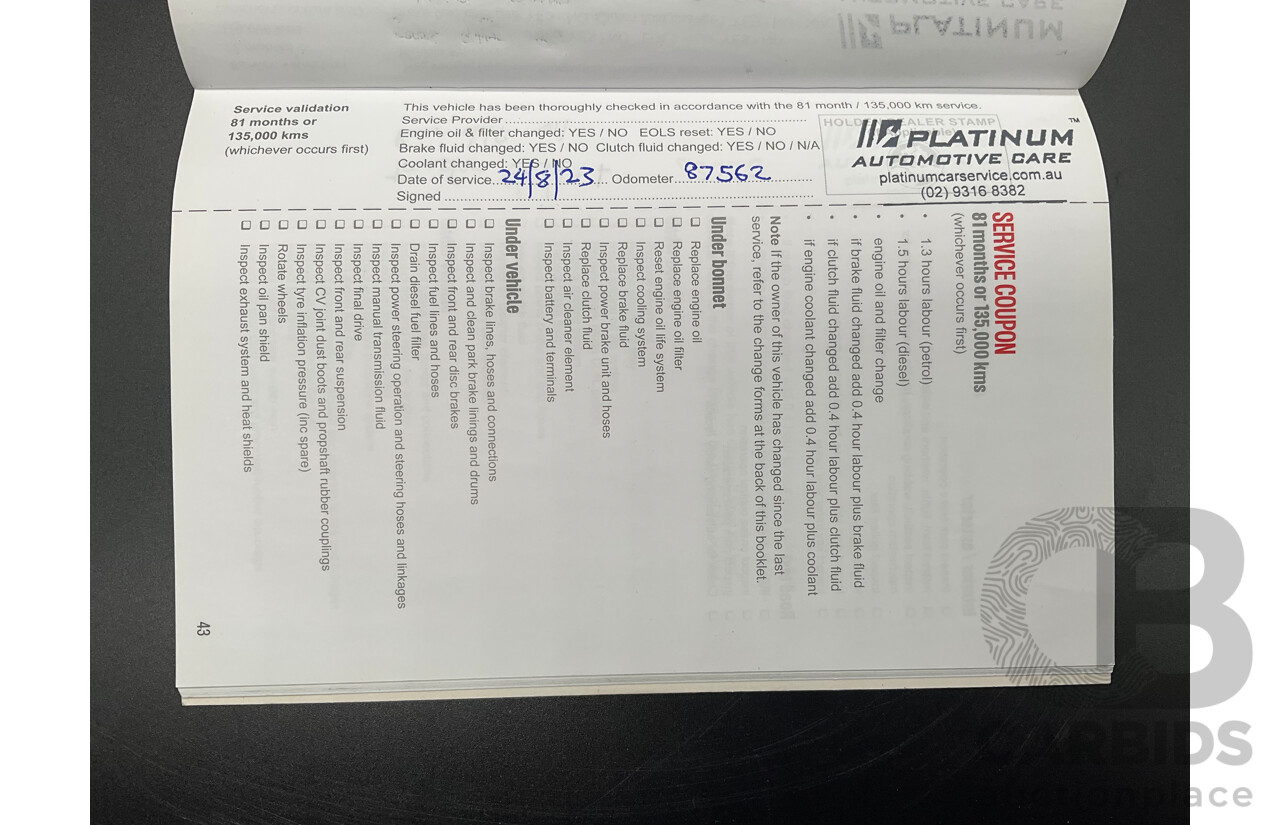 Service validation
81 months or
135,000 kms
(whichever occurs first)
This vehicle has been thoroughly checked in accordance with the 81 month / 135,000 km service.
Service Provider
Engine oil & filter changed: YES / NO EOLS reset: YES / NO
Brake fluid changed: YES / NO Clutch fluid changed: YES / NO / N/A
Coolant changed: YES / NO
Date of service 24/8/23 Odometer 87562
Signed
PLATINUM
TM
AUTOMOTIVE CARE
platinumcarservice.com.au
(02) 9316 8382
SERVICE COUPON
81 months or 135,000 kms
(whichever occurs first)
• 1.3 hours labour (petrol)
• 1.5 hours labour (diesel)
• engine oil and filter change
• if brake fluid changed add 0.4 hour labour plus brake fluid
• if clutch fluid changed add 0.4 hour labour plus clutch fluid
• if engine coolant changed add 0.4 hour labour plus coolant
Note If the owner of this vehicle has changed since the last
service, refer to the change forms at the back of this booklet.
Under bonnet
❑ Replace engine oil
❑ Replace engine oil filter
❑ Reset engine oil life system
❑ Inspect cooling system
❑ Replace brake fluid
❑ Inspect power brake unit and hoses
❑ Replace clutch fluid
❑ Inspect air cleaner element
❑ Inspect battery and terminals
Under vehicle
❑ Inspect brake lines, hoses and connections
❑ Inspect and clean park brake linings and drums
❑ Inspect front and rear disc brakes
❑ Inspect fuel lines and hoses
❑ Drain diesel fuel filter
❑ Inspect power steering operation and steering hoses and linkages
❑ Inspect manual transmission fluid
❑ Inspect final drive
❑ Inspect front and rear suspension
❑ Inspect CV joint dust boots and propshaft rubber couplings
❑ Inspect tyre inflation pressure (inc spare)
❑ Rotate wheels
❑ Inspect oil pan shield
❑ Inspect exhaust system and heat shields
43
CARBIDS
auctionplace